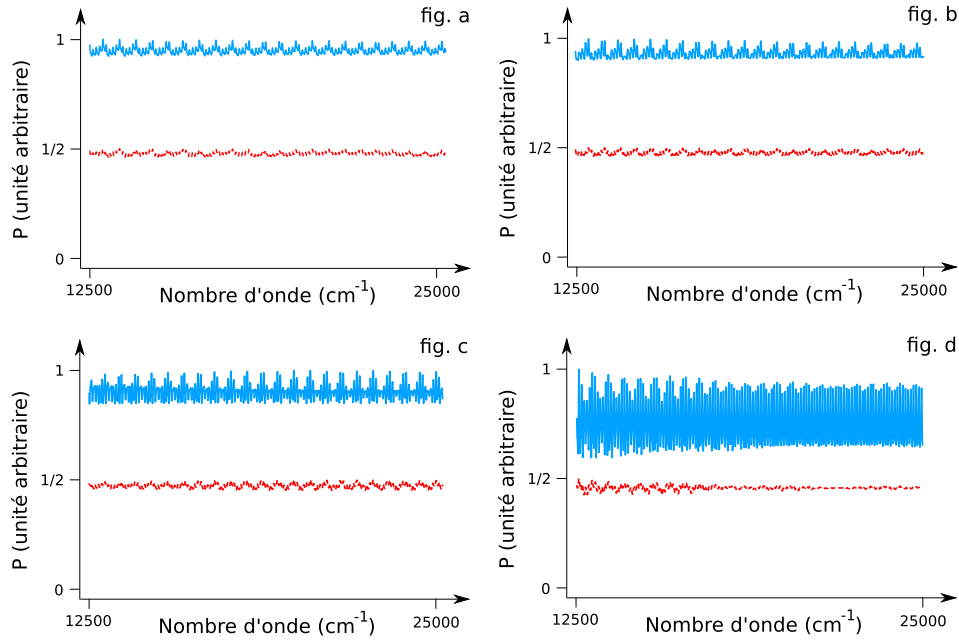 fig. a
1
1/2
0
P (unité arbitraire)
12500
25000
Nombre d'onde (cm-1)
fig. b
1
1/2
0
P (unité arbitraire)
12500
25000
Nombre d'onde (cm-1)
fig. c
1
1/2
0
P (unité arbitraire)
12500
25000
Nombre d'onde (cm-1)
fig. d
1
1/2
0
P (unité arbitraire)
12500
25000
Nombre d'onde (cm-1)